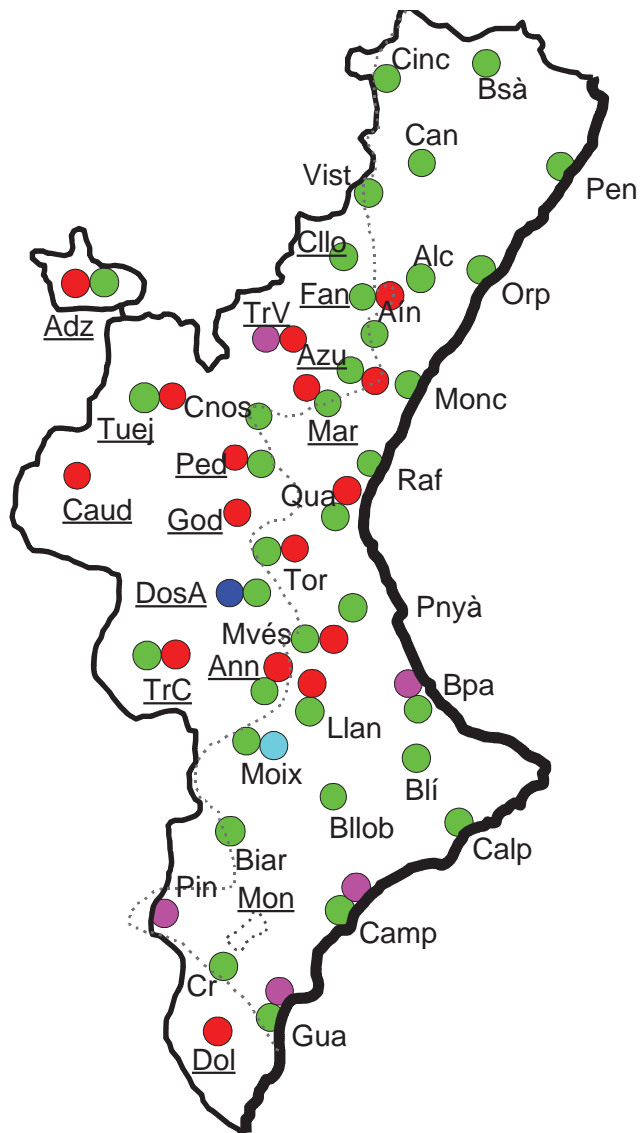 Cinc
Bsà
Can
Vist
Pen
Cllo
Alc
Fan
Orp
Aín
TrV
Adz
Azu
Monc
Cnos
Tuej
Mar
Ped
Raf
Caud
Qua
God
Tor
DosA
Pnyà
Mvés
Ann
Bpa
TrC
Llan
Moix
Blí
Bllob
Calp
Biar
Pin
Mon
Camp
Cr
Gua
Dol